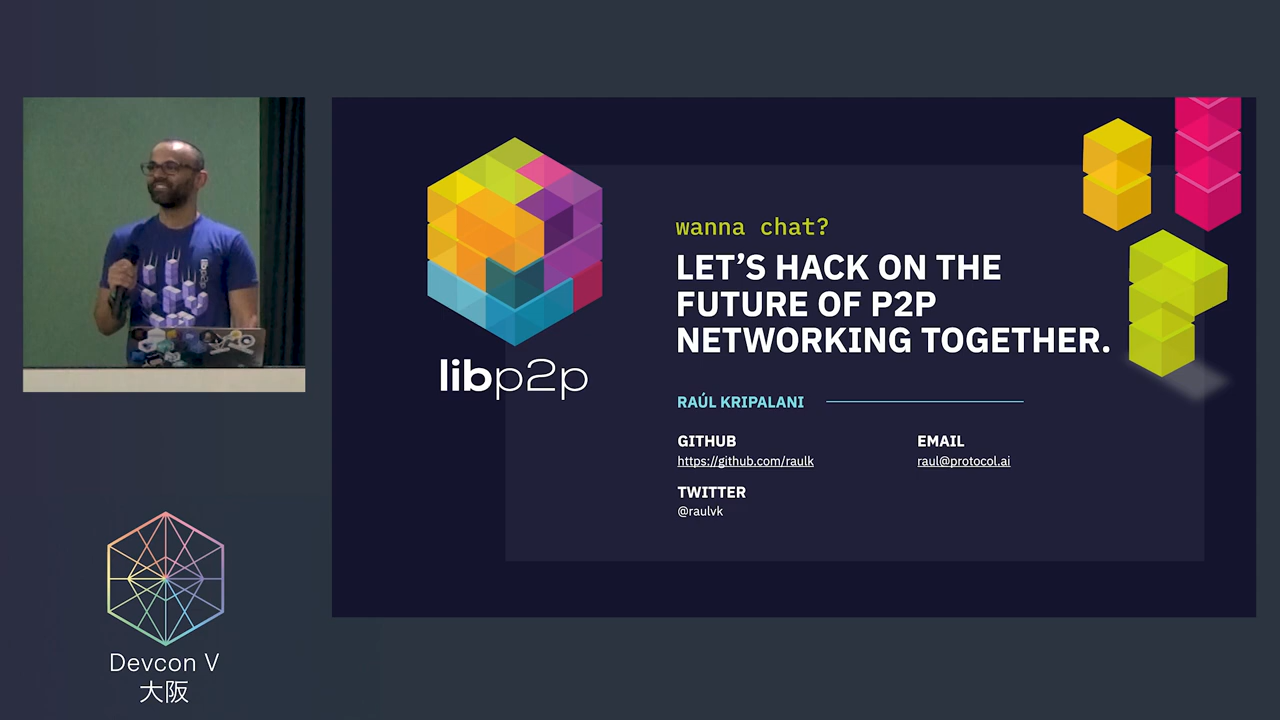 libp2p
wanna chat?
LET’S HACK ON THE
FUTURE OF P2P
NETWORKING TOGETHER.
libp2p
RAÚL KRIPALANI
GITHUB
https://github.com/raulk
EMAIL
raul@protocol.ai
TWITTER
@raulvk
Devcon V
大阪